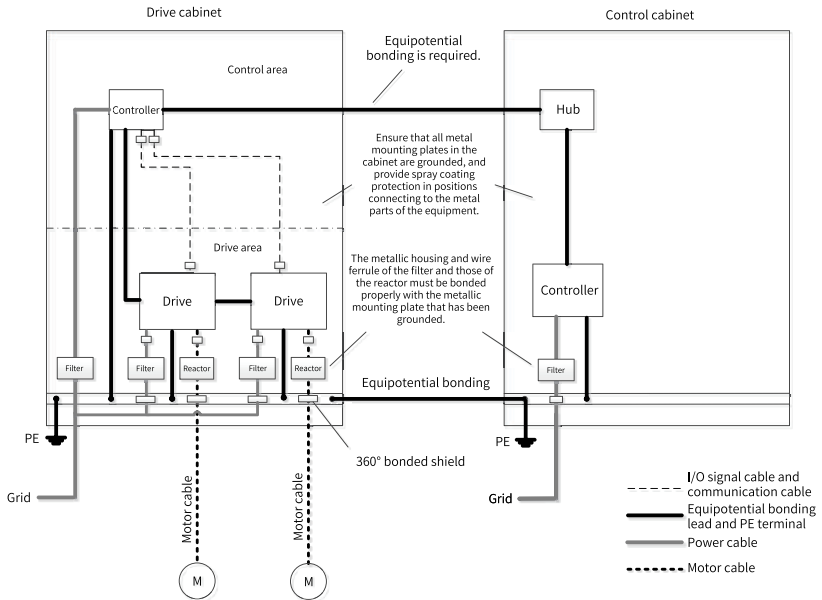 Drive cabinet
Control cabinet
Equipotential
bonding is required.
Control area
Controller
Hub
Ensure that all metal
mounting plates in the
cabinet are grounded, and
provide spray coating
protection in positions
connecting to the metal
parts of the equipment.
Drive area
The metallic housing and wire
ferrule of the filter and those of
the reactor must be bonded
properly with the metallic
mounting plate that has been
grounded.
Drive
Drive
Controller
Filter
Filter
Reactor
Filter
Reactor
Filter
Equipotential bonding
PE
PE
360° bonded shield
Grid
Grid
Motor cable
Motor cable
M
M
I/O signal cable and
communication cable
Equipotential bonding
lead and PE terminal
Power cable
Motor cable